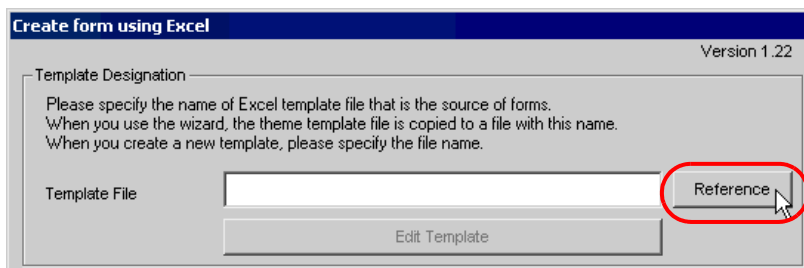 Create form using Excel
Version 1.22
Template Designation
Please specify the name of Excel template file that is the source of forms.
When you use the wizard, the theme template file is copied to a file with this name.
When you create a new template, please specify the file name.
Template File
Reference
Edit Template